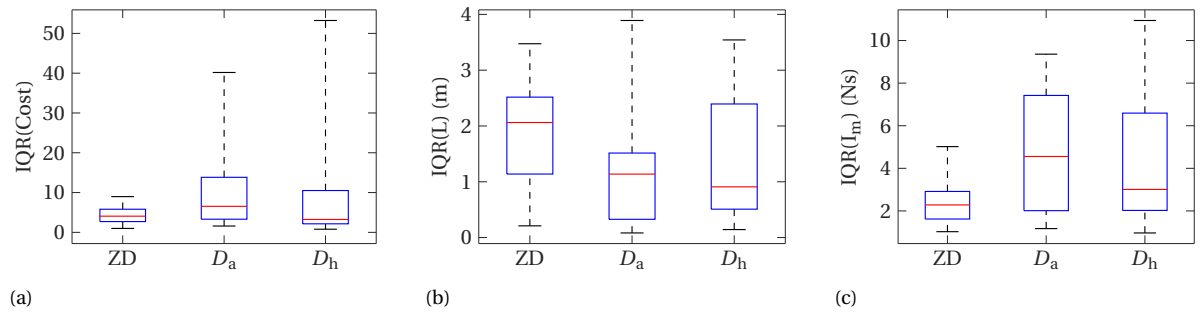 IQR(Cost)
50
40
30
20
10
0
ZD
Dₐ
Dₕ
(a)
IQR(L) (m)
4
3
2
1
0
ZD
Dₐ
Dₕ
(b)
IQR(Iₘ) (Ns)
10
8
6
4
2
ZD
Dₐ
Dₕ
(c)